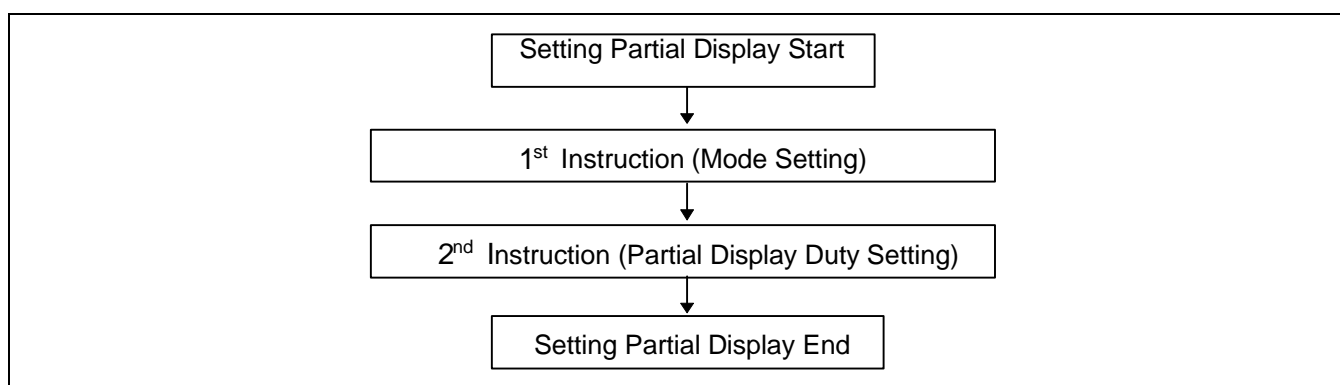 Setting Partial Display Start
1st Instruction (Mode Setting)
2nd Instruction (Partial Display Duty Setting)
Setting Partial Display End